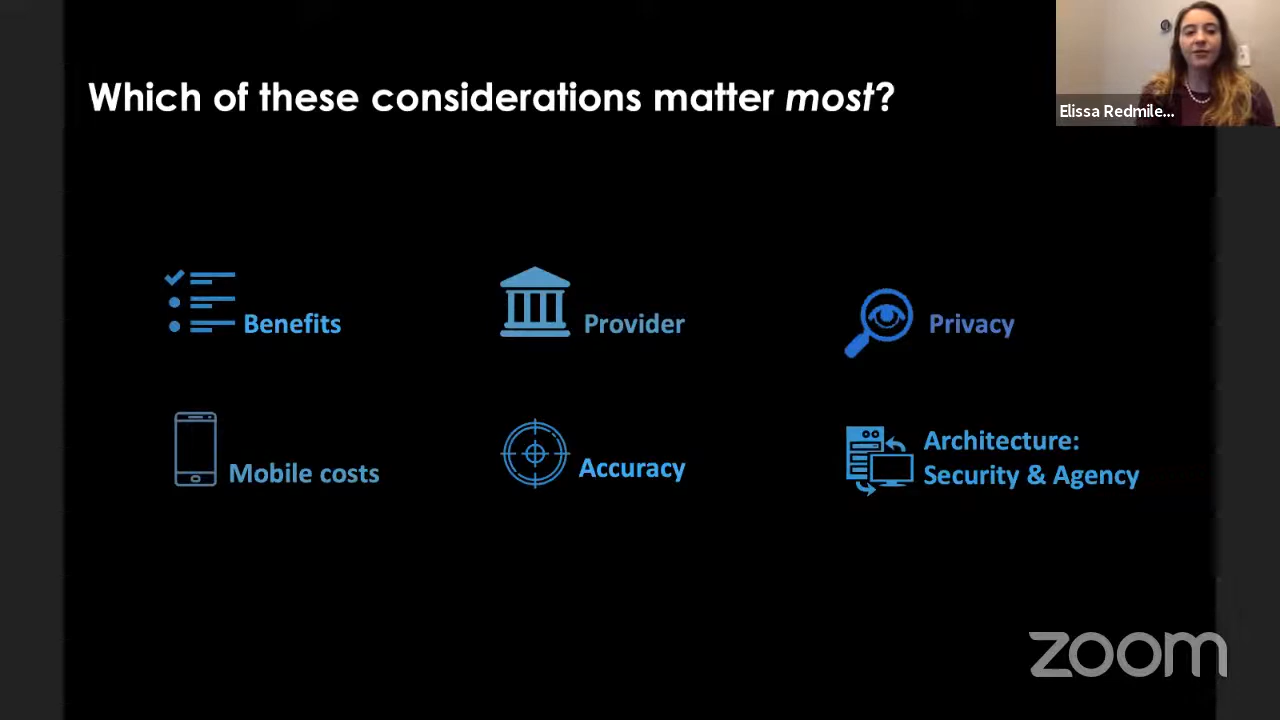 Which of these considerations matter most?
Elissa Redmile...
Benefits
Provider
Privacy
Mobile costs
Accuracy
Architecture:
Security & Agency
zoom